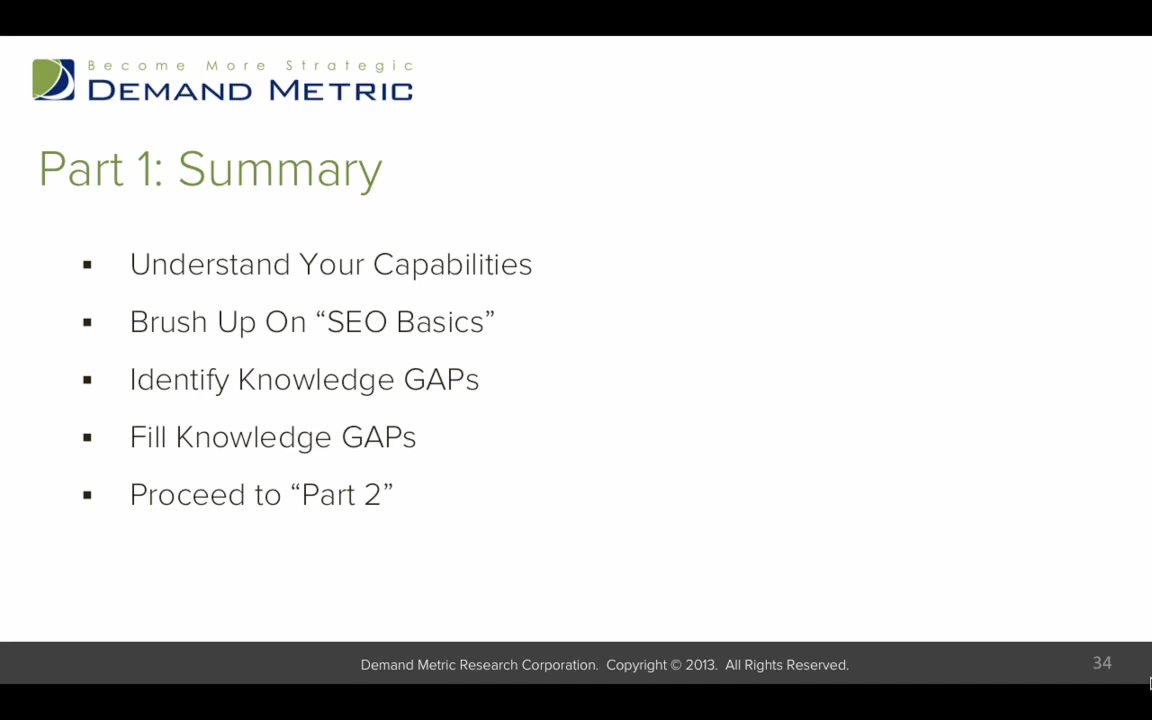 Become More Strategic
DEMAND METRIC
Part 1: Summary
▪ Understand Your Capabilities
▪ Brush Up On “SEO Basics”
▪ Identify Knowledge GAPs
▪ Fill Knowledge GAPs
▪ Proceed to “Part 2”
Demand Metric Research Corporation. Copyright © 2013. All Rights Reserved.
34